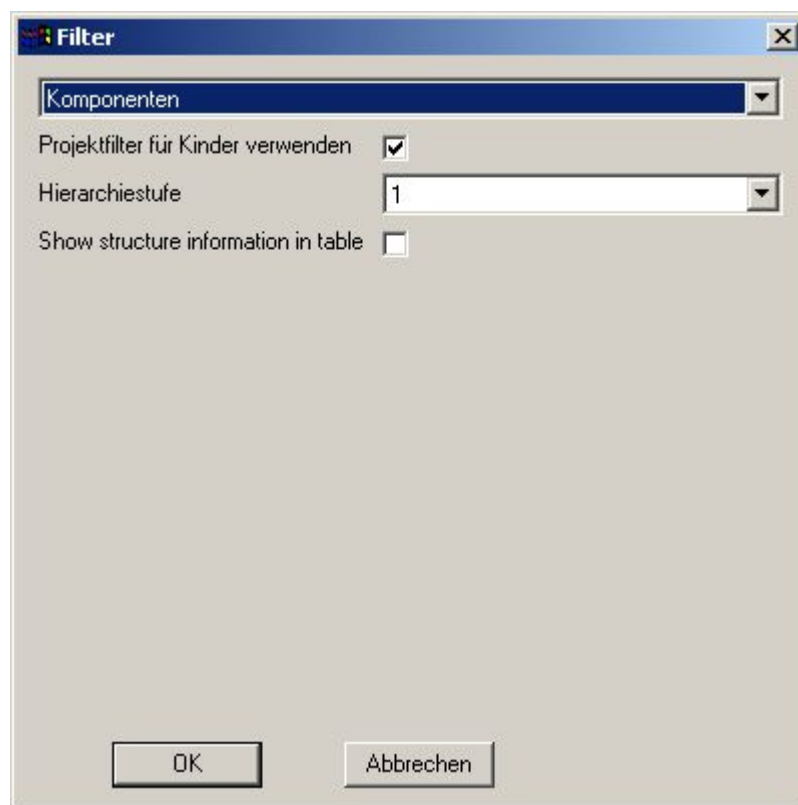 Filter
Komponenten
Projektfilter für Kinder verwenden
Hierarchiestufe 1
Show structure information in table
OK Abbrechen